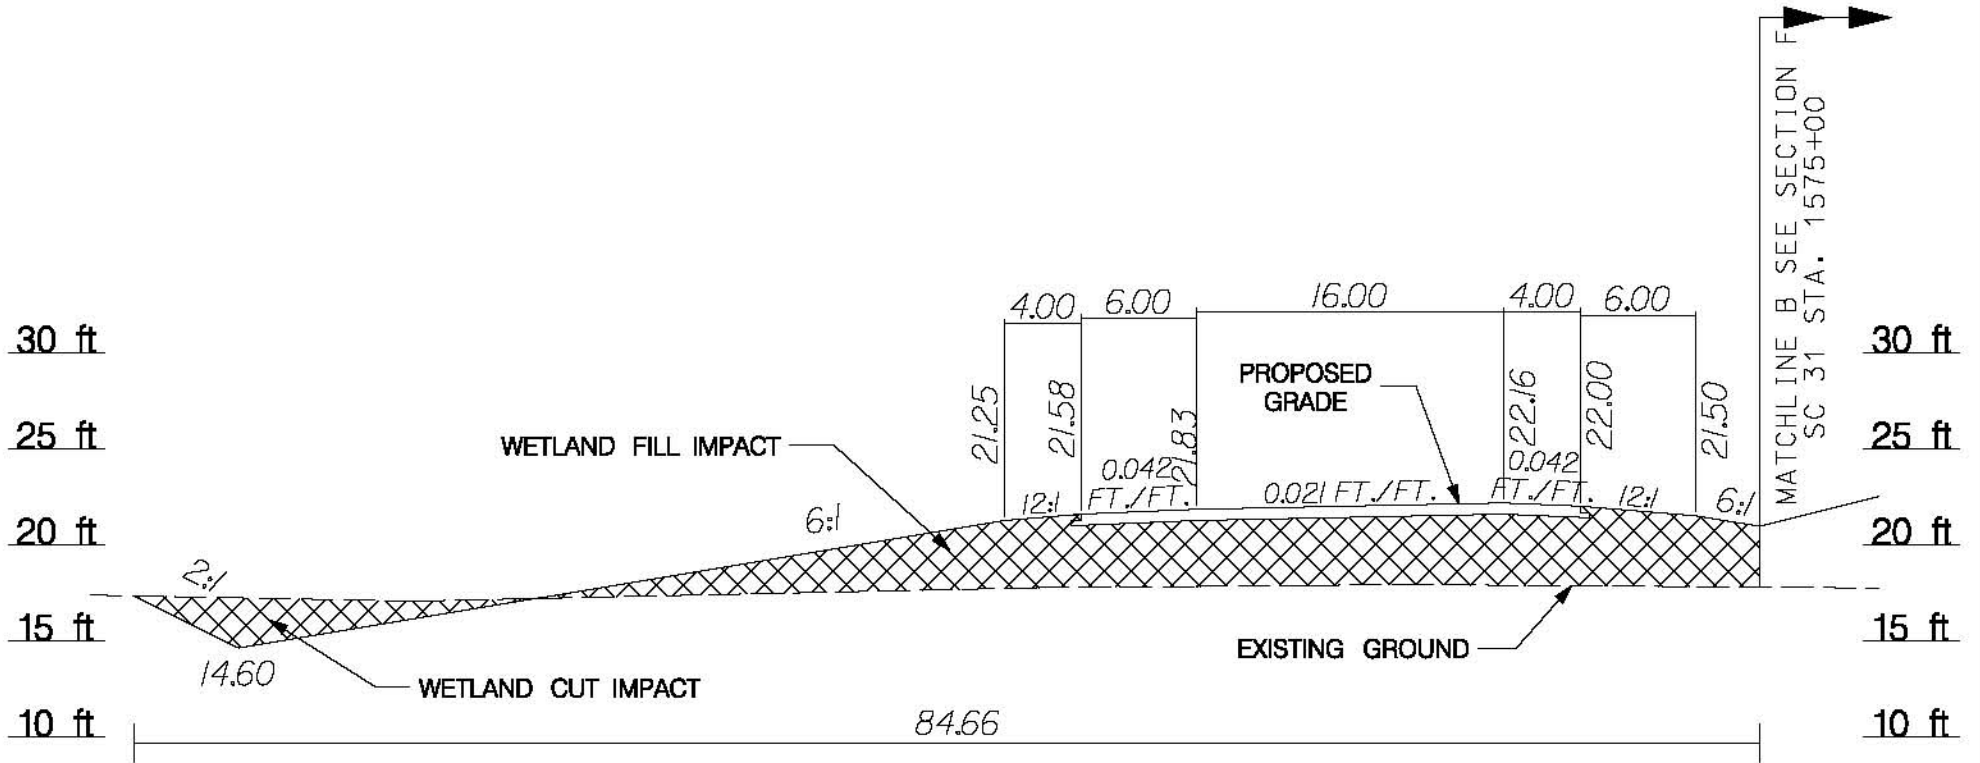 MATCHLINE B SEE SECTION F
SC 31 STA. 1575+00
4.00
6.00
16.00
4.00
6.00
30 ft
30 ft
PROPOSED
GRADE
21.25
21.58
21.83
22.16
22.00
21.50
25 ft
25 ft
WETLAND FILL IMPACT
0.042
FT./FT.
0.021 FT./FT.
0.042
FT./FT.
12:1
12:1
6:1
6:1
20 ft
20 ft
2:1
15 ft
15 ft
EXISTING GROUND
14.60
WETLAND CUT IMPACT
10 ft
10 ft
84.66